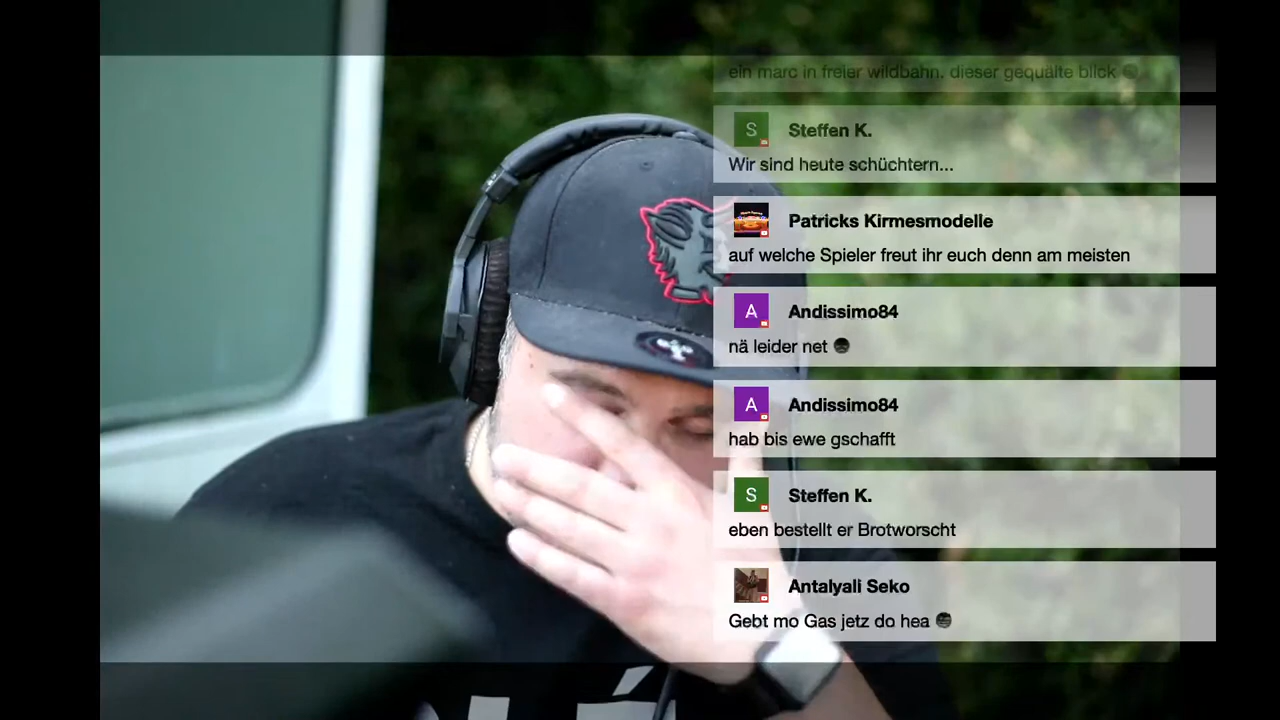 ein marc in freier wildbahn. dieser gequälte blick
S Steffen K.
Wir sind heute schüchtern...
Patricks Kirmesmodelle
auf welche Spieler freut ihr euch denn am meisten
A Andissimo84
nä leider net
A Andissimo84
hab bis ewe gschafft
S Steffen K.
eben bestellt er Brotworscht
Antalyali Seko
Gebt mo Gas jetz do hea